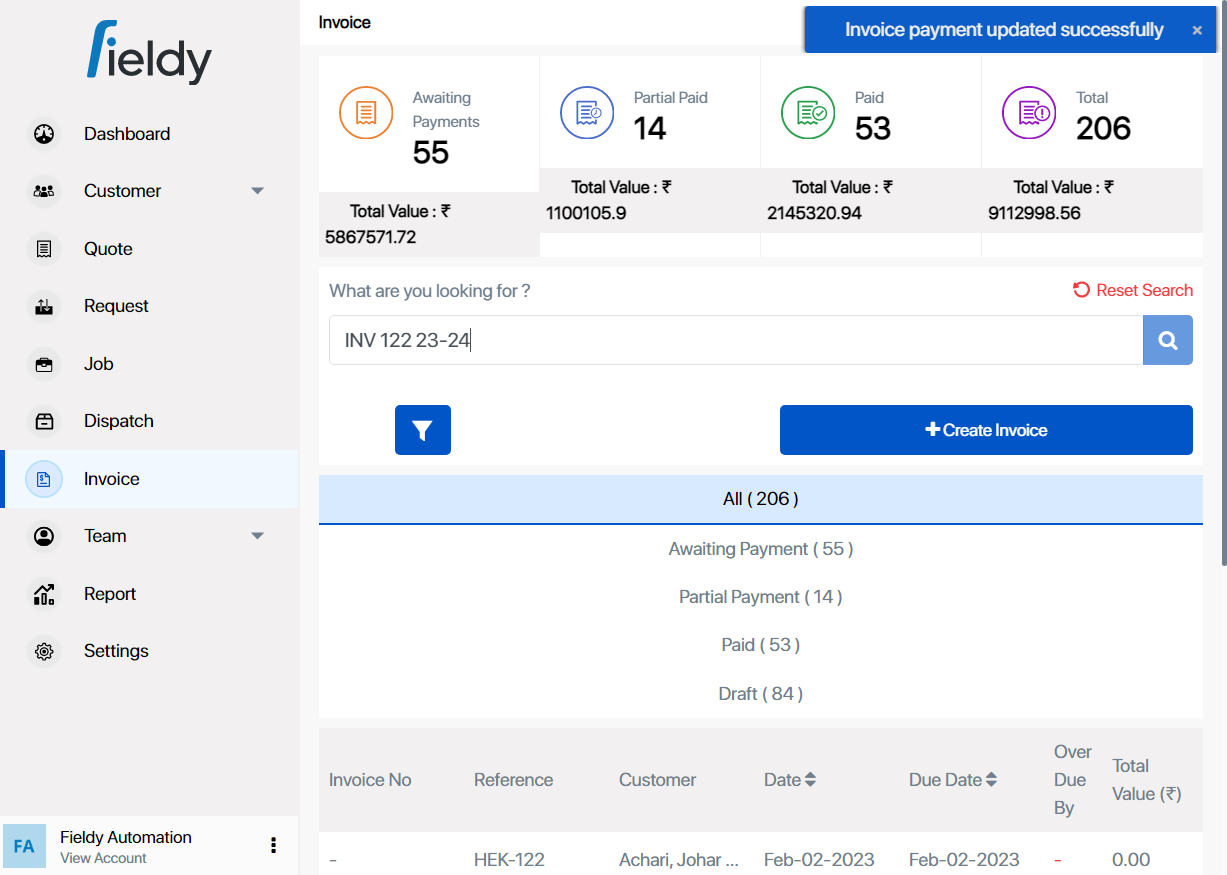 fieldy
Dashboard
Customer
Quote
Request
Job
Dispatch
Invoice
Team
Report
Settings
FA
Fieldy Automation
View Account
Invoice
Invoice payment updated successfully ×
Awaiting
Payments
55
Total Value : ₹
5867571.72
Partial Paid
14
Total Value : ₹
1100105.9
Paid
53
Total Value : ₹
2145320.94
Total
206
Total Value : ₹
9112998.56
What are you looking for ?
Reset Search
INV 122 23-24
Create Invoice
All ( 206 )
Awaiting Payment ( 55 )
Partial Payment ( 14 )
Paid ( 53 )
Draft ( 84 )
Invoice No Reference Customer Date Due Date Over Due By Total Value (₹)
- HEK-122 Achari, Johar ... Feb-02-2023 Feb-02-2023 - 0.00